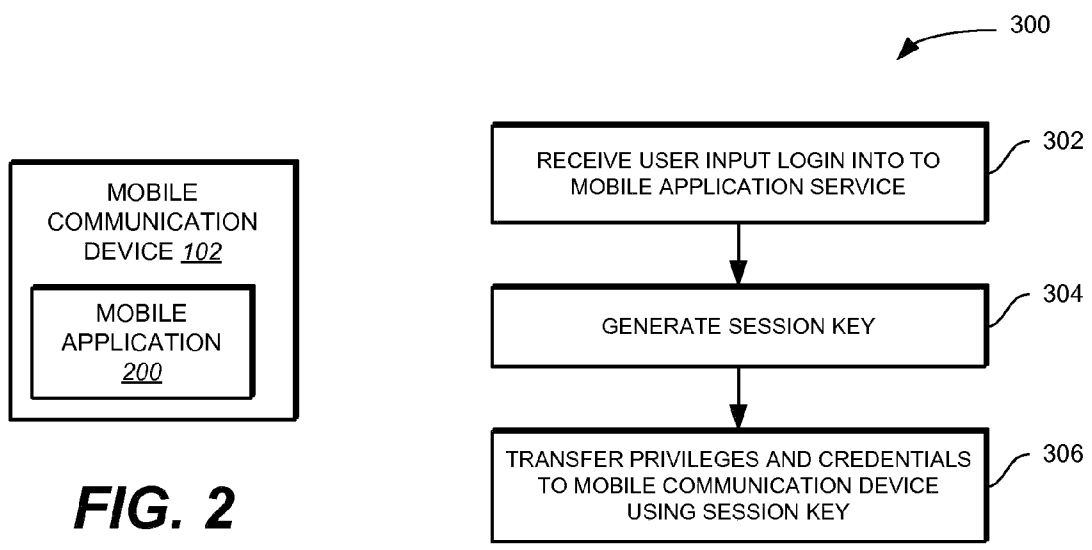 MOBILE
COMMUNICATION
DEVICE 102
MOBILE
APPLICATION
200
FIG. 2
300
RECEIVE USER INPUT LOGIN INTO TO
MOBILE APPLICATION SERVICE
302
GENERATE SESSION KEY
304
TRANSFER PRIVILEGES AND CREDENTIALS
TO MOBILE COMMUNICATION DEVICE
USING SESSION KEY
306